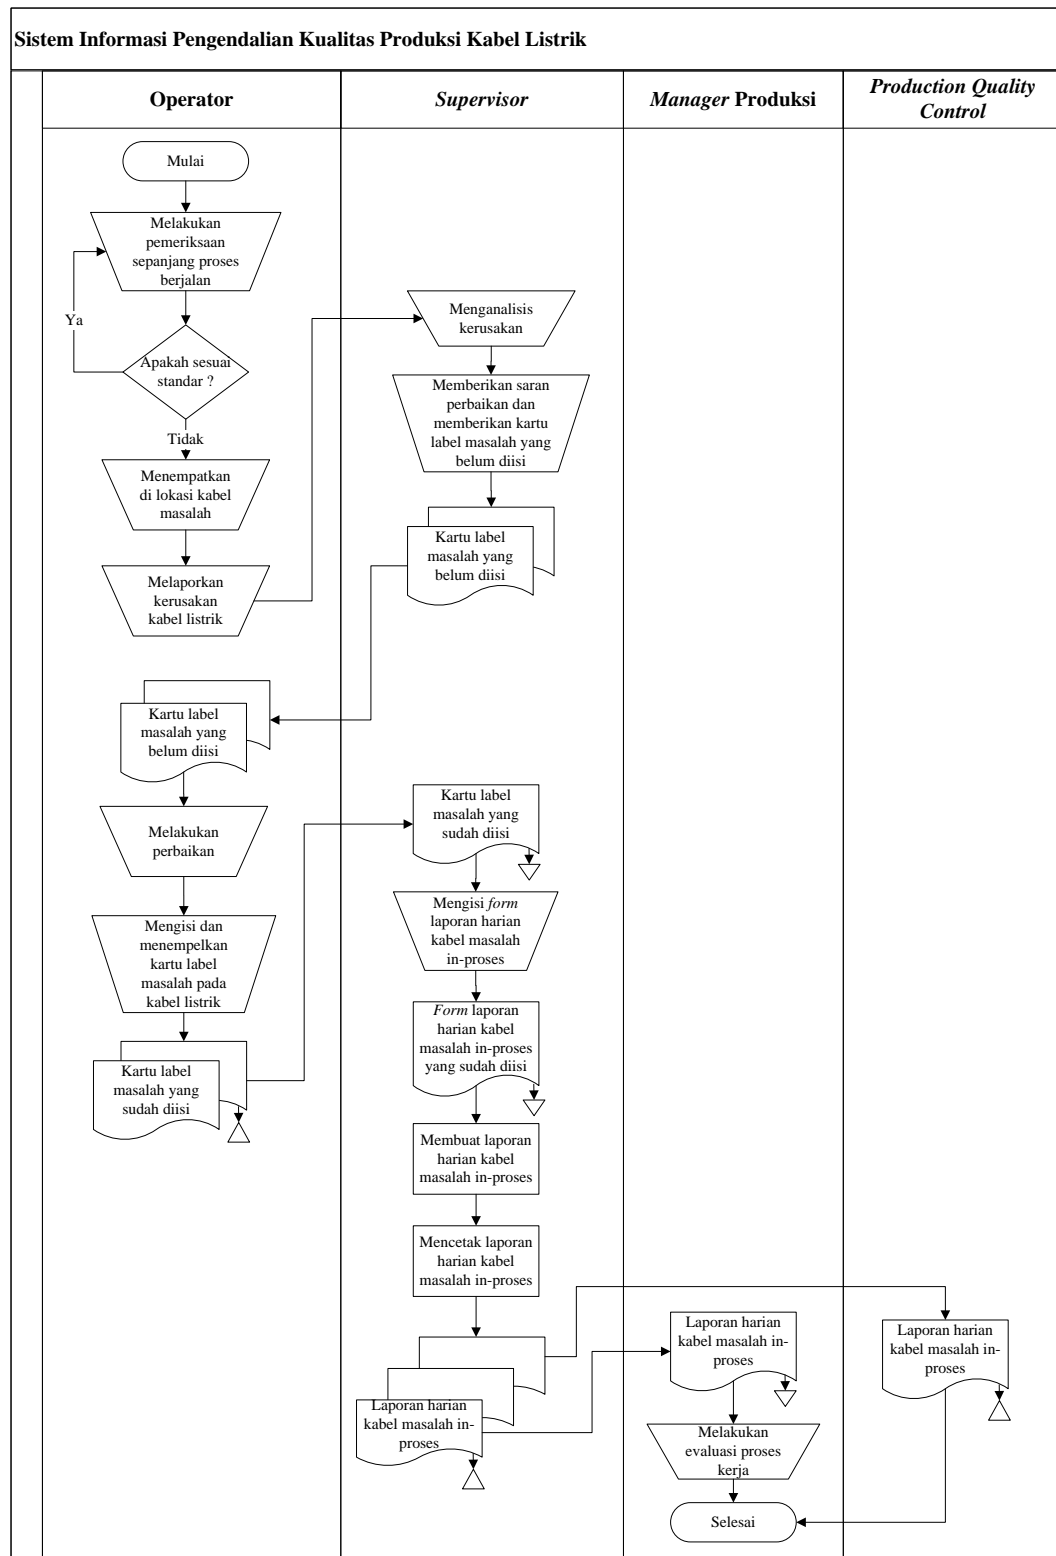 Sistem Informasi Pengendalian Kualitas Produksi Kabel Listrik
Operator
Supervisor
Manager Produksi
Production Quality
Control
Mulai
Melakukan
pemeriksaan
sepanjang proses
berjalan
Ya
Apakah sesuai
standar ?
Tidak
Menempatkan
di lokasi kabel
masalah
Melaporkan
kerusakan
kabel listrik
Menganalisis
kerusakan
Memberikan saran
perbaikan dan
memberikan kartu
label masalah yang
belum diisi
Kartu label
masalah yang
belum diisi
Kartu label
masalah yang
belum diisi
Melakukan
perbaikan
Mengisi dan
menempelkan
kartu label
masalah pada
kabel listrik
Kartu label
masalah yang
sudah diisi
Kartu label
masalah yang
sudah diisi
Mengisi form
laporan harian
kabel masalah
in-proses
Form laporan
harian kabel
masalah in-proses
yang sudah diisi
Membuat laporan
harian kabel
masalah in-proses
Mencetak laporan
harian kabel
masalah in-proses
Laporan harian
kabel masalah in-
proses
Laporan harian
kabel masalah in-
proses
Melakukan
evaluasi proses
kerja
Selesai
Laporan harian
kabel masalah in-
proses